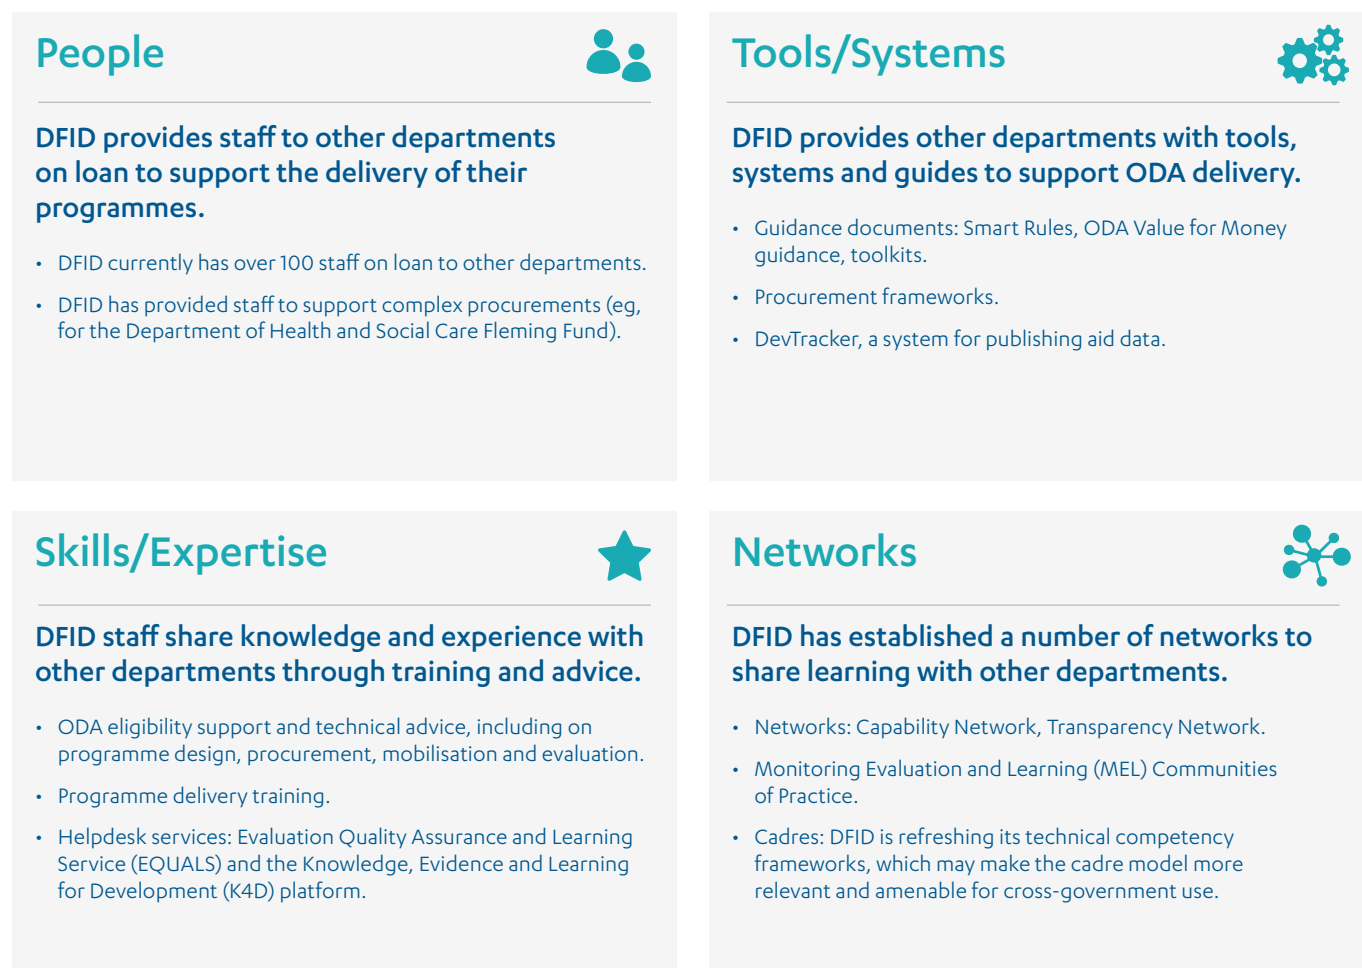 People
DFID provides staff to other departments
on loan to support the delivery of their
programmes.
• DFID currently has over 100 staff on loan to other departments.
• DFID has provided staff to support complex procurements (eg,
for the Department of Health and Social Care Fleming Fund).
Tools/Systems
DFID provides other departments with tools,
systems and guides to support ODA delivery.
• Guidance documents: Smart Rules, ODA Value for Money
guidance, toolkits.
• Procurement frameworks.
• DevTracker, a system for publishing aid data.
Skills/Expertise
DFID staff share knowledge and experience with
other departments through training and advice.
• ODA eligibility support and technical advice, including on
programme design, procurement, mobilisation and evaluation.
• Programme delivery training.
• Helpdesk services: Evaluation Quality Assurance and Learning
Service (EQUALS) and the Knowledge, Evidence and Learning
for Development (K4D) platform.
Networks
DFID has established a number of networks to
share learning with other departments.
• Networks: Capability Network, Transparency Network.
• Monitoring Evaluation and Learning (MEL) Communities
of Practice.
• Cadres: DFID is refreshing its technical competency
frameworks, which may make the cadre model more
relevant and amenable for cross-government use.